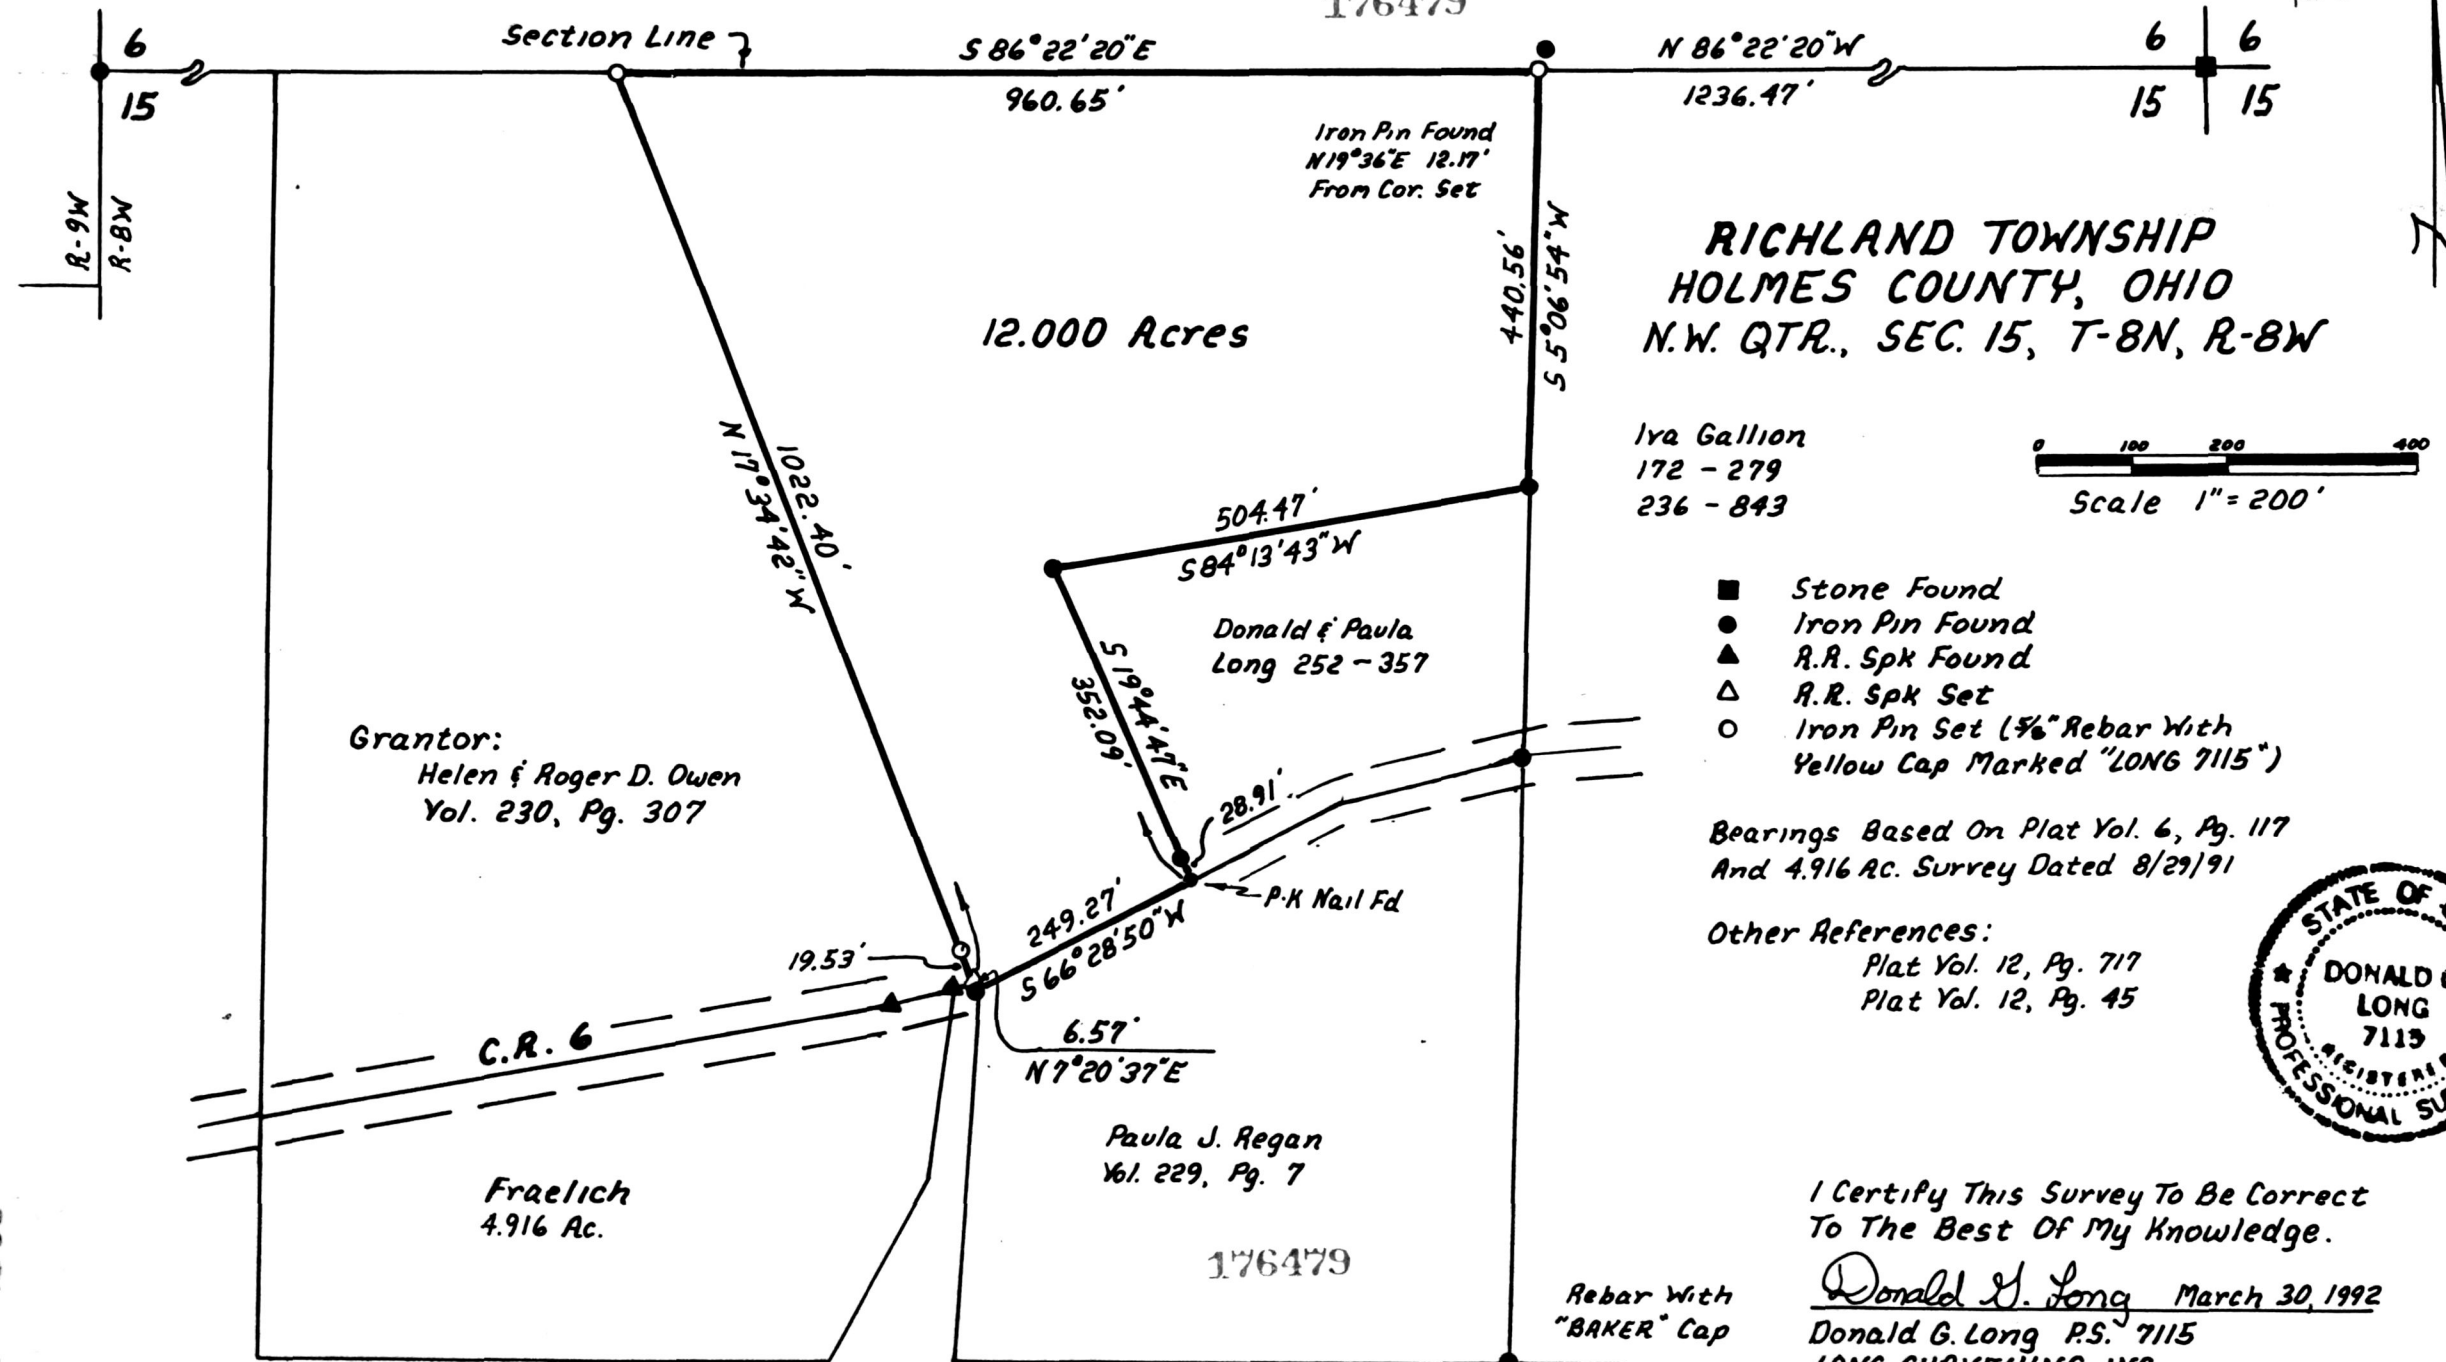 176479
6
Section Line
S 86°22'20"E
N 86°22'20"W
6
6
15
960.65'
1236.47'
15
15
Iron Pin Found
N19°36"E 12.17'
From Cor. Set
R-9W
R-8W
440.56'
S 5°06'54"W
RICHLAND TOWNSHIP
HOLMES COUNTY, OHIO
N.W. QTR., SEC. 15, T-8N, R-8W
12.000 Acres
1022.40'
N 17°34'42"W
Iva Gallion
172 - 279
236 - 843
0 100 200 400
Scale 1"= 200'
504.47'
S84°13'43"W
Donald & Paula
Long 252 - 357
S 19°44'47"E
352.09'
Stone Found
Iron Pin Found
R.R. Spk Found
R.R. Spk Set
Iron Pin Set (5/8" Rebar With
Yellow Cap Marked "LONG 7115")
Grantor:
Helen & Roger D. Owen
Vol. 230, Pg. 307
28.91'
P.K Nail Fd
249.27'
S 66°28'50"W
19.53'
Bearings Based On Plat Vol. 6, Pg. 117
And 4.916 Ac. Survey Dated 8/29/91
Other References:
Plat Vol. 12, Pg. 717
Plat Vol. 12, Pg. 45
STATE OF
DONALD
LONG
7115
PROFESSIONAL
C.R. 6
6.57'
N7°20'37"E
Paula J. Regan
Vol. 229, Pg. 7
Fraelich
4.916 Ac.
176479
I Certify This Survey To Be Correct
To The Best Of My Knowledge.
Donald G. Long March 30, 1992
Donald G. Long P.S. 7115
Rebar With
"BAKER" Cap